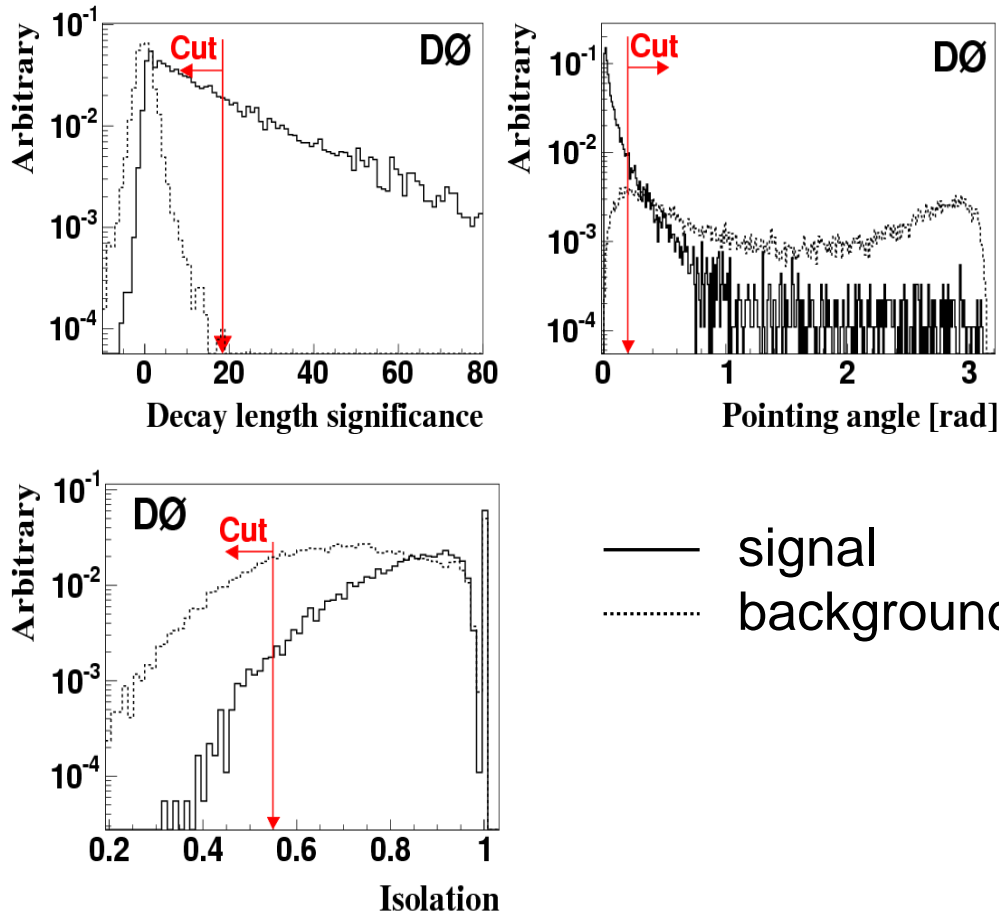 Arbitrary
10-1
10-2
10-3
10-4
Cut
DØ
0 20 40 60 80
Decay length significance
Arbitrary
10-1
10-2
10-3
10-4
Cut
DØ
0 1 2 3
Pointing angle [rad]
Arbitrary
10-1
10-2
10-3
10-4
DØ
Cut
0.2 0.4 0.6 0.8 1
Isolation
signal
background